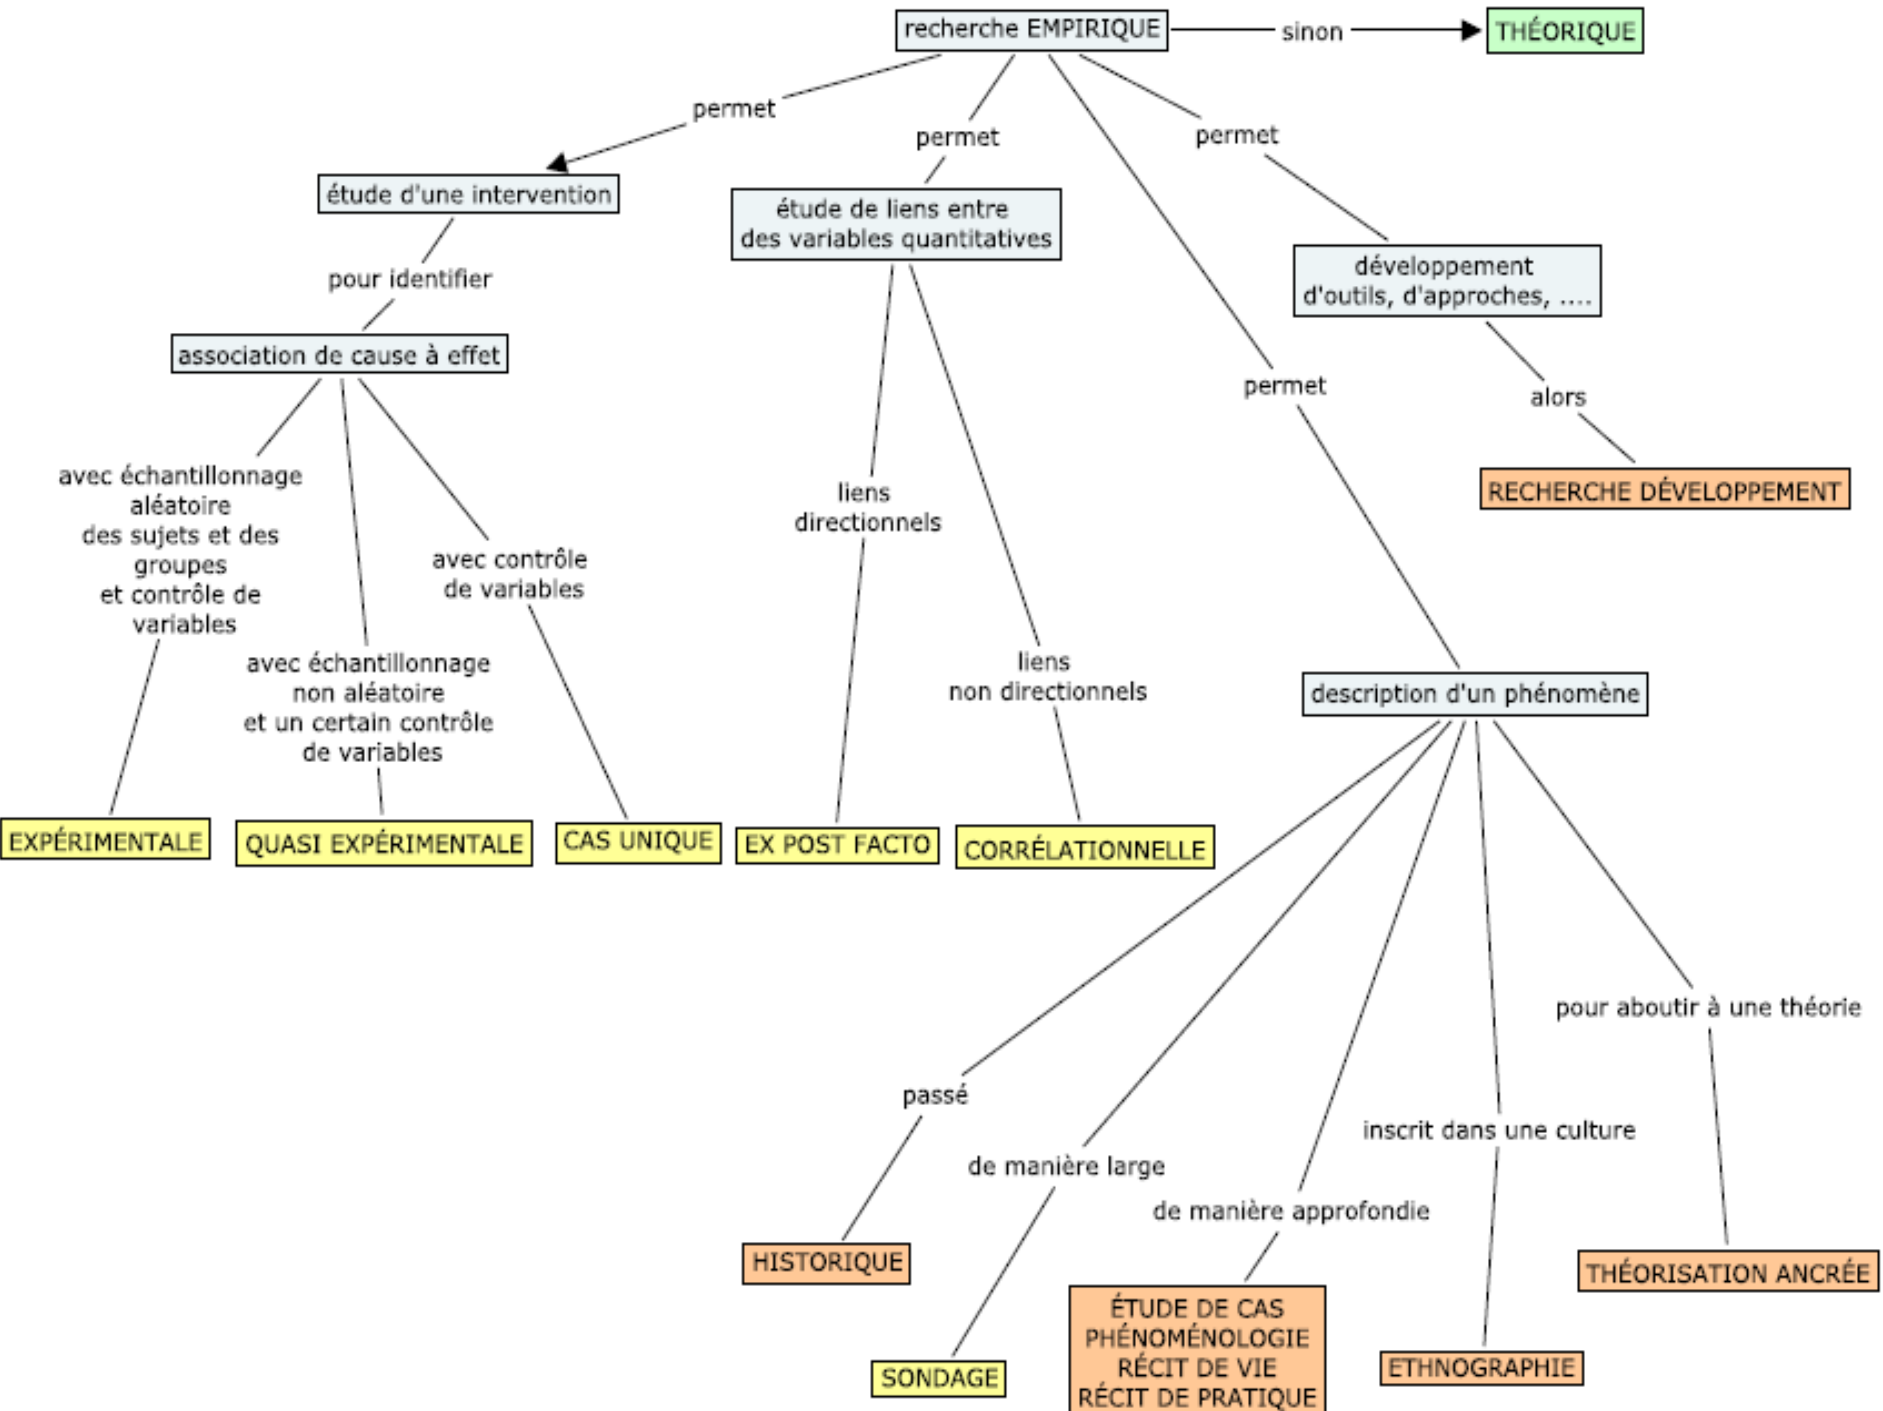 recherche EMPIRIQUE
sinon
THÉORIQUE
permet
permet
permet
étude d'une intervention
étude de liens entre
des variables quantitatives
développement
d'outils, d'approches, ....
pour identifier
association de cause à effet
permet
alors
avec échantillonnage
aléatoire
des sujets et des
groupes
et contrôle de
variables
liens
directionnels
RECHERCHE DÉVELOPPEMENT
avec contrôle
de variables
avec échantillonnage
non aléatoire
et un certain contrôle
de variables
liens
non directionnels
description d'un phénomène
EXPÉRIMENTALE
QUASI EXPÉRIMENTALE
CAS UNIQUE
EX POST FACTO
CORRÉLATIONNELLE
pour aboutir à une théorie
passé
inscrit dans une culture
de manière large
de manière approfondie
HISTORIQUE
THÉORISATION ANCRÉE
ÉTUDE DE CAS
PHÉNOMÉNOLOGIE
RÉCIT DE VIE
RÉCIT DE PRATIQUE
SONDAGE
ETHNOGRAPHIE